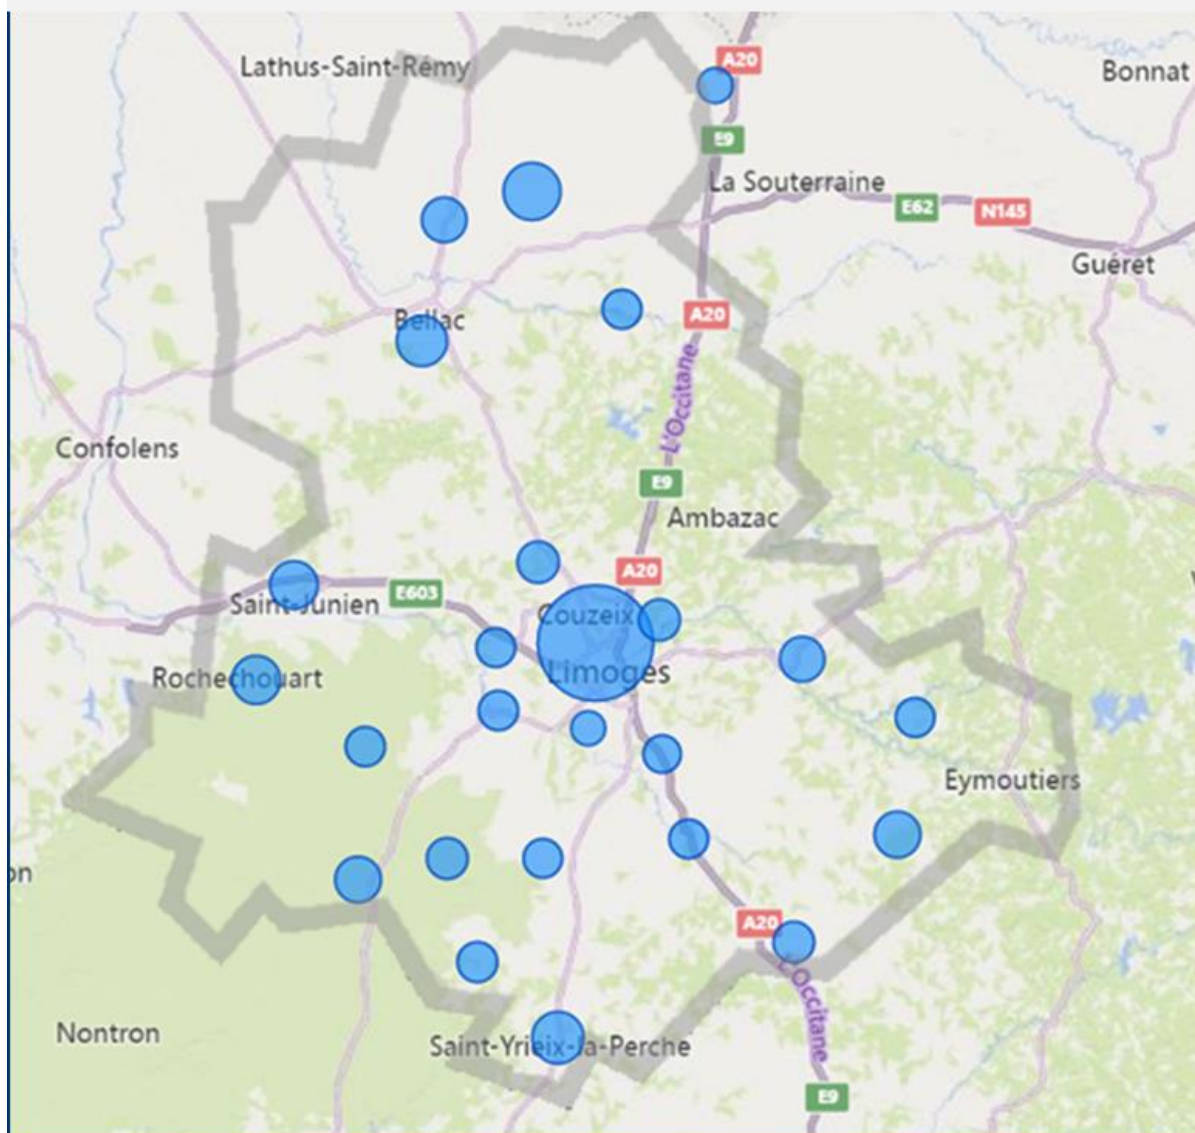 A20
Lathus-Saint-Rémy
Bonnat
E9
La Souterraine
E62
N145
Guéret
A20
Bellac
L'Occitane
Confolens
E9
Ambazac
A20
E603
Saint-Junien
Couzeix
Limoges
Rochechouart
Eymoutiers
on
A20
L'Occitane
Nontron
Saint-Yrieix-la-Perche
E9